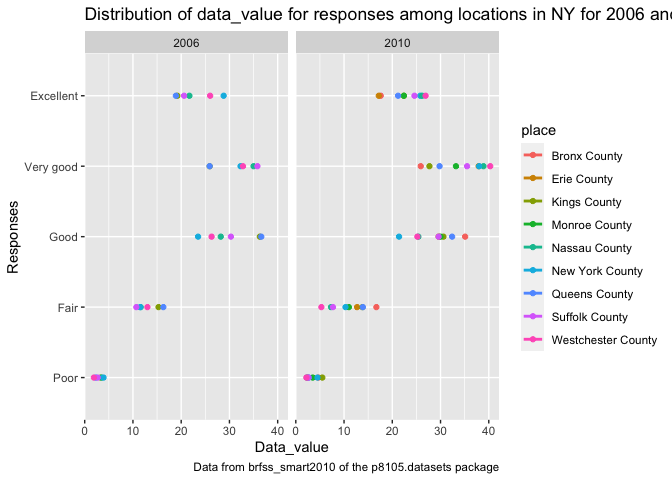 Distribution of data_value for responses among locations in NY for 2006 and
2006
2010
Responses
Excellent
Very good
Good
Fair
Poor
0 10 20 30 40
0 10 20 30 40
Data_value
Data from brfss_smart2010 of the p8105.datasets package
place
Bronx County
Erie County
Kings County
Monroe County
Nassau County
New York County
Queens County
Suffolk County
Westchester County